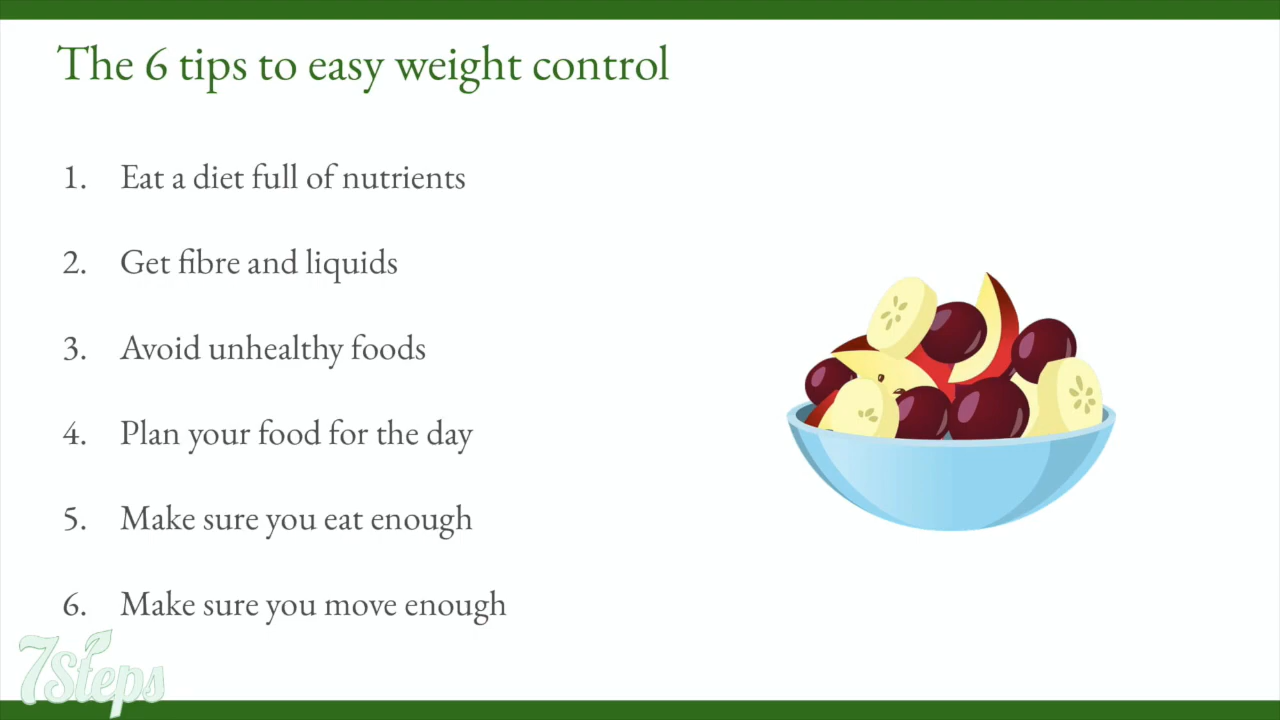 The 6 tips to easy weight control
1. Eat a diet full of nutrients
2. Get fibre and liquids
3. Avoid unhealthy foods
4. Plan your food for the day
5. Make sure you eat enough
6. Make sure you move enough
7Steps